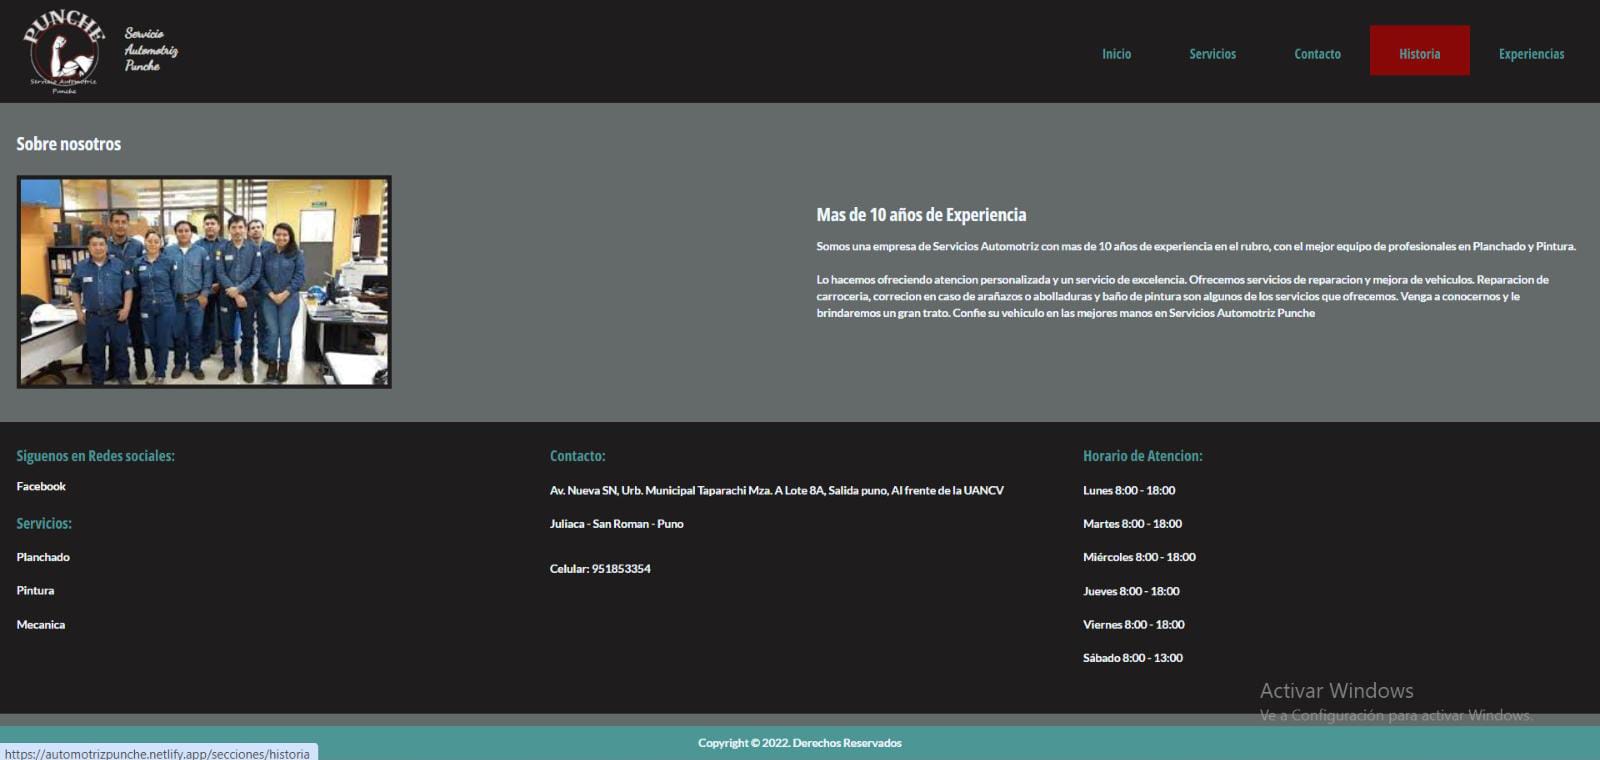 PUNCHE
Servicio Automotriz
Punche
Servicio
Automotriz
Punche
Inicio
Servicios
Contacto
Historia
Experiencias
Sobre nosotros
Mas de 10 años de Experiencia
Somos una empresa de Servicios Automotriz con mas de 10 años de experiencia en el rubro, con el mejor equipo de profesionales en Planchado y Pintura.
Lo hacemos ofreciendo atencion personalizada y un servicio de excelencia. Ofrecemos servicios de reparacion y mejora de vehiculos. Reparacion de
carroceria, correcion en caso de arañazos o abolladuras y baño de pintura son algunos de los servicios que ofrecemos. Venga a conocernos y le
brindaremos un gran trato. Confie su vehiculo en las mejores manos en Servicios Automotriz Punche
Siguenos en Redes sociales:
Facebook
Servicios:
Planchado
Pintura
Mecanica
Contacto:
Av. Nueva SN, Urb. Municipal Taparachi Mza. A Lote 8A, Salida puno, Al frente de la UANCV
Juliaca - San Roman - Puno
Celular: 951853354
Horario de Atencion:
Lunes 8:00 - 18:00
Martes 8:00 - 18:00
Miércoles 8:00 - 18:00
Jueves 8:00 - 18:00
Viernes 8:00 - 18:00
Sábado 8:00 - 13:00
Activar Windows
Ve a Configuración para activar Windows.
Copyright © 2022. Derechos Reservados
https://automotrizpunche.netlify.app/secciones/historia